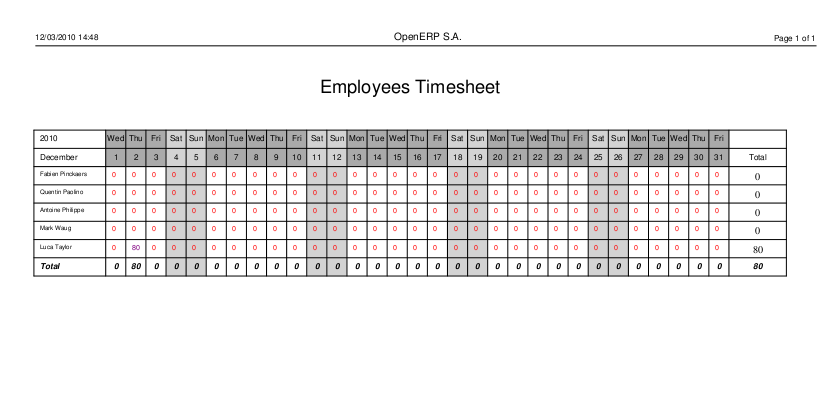 12/03/2010 14:48 OpenERP S.A. Page 1 of 1
Employees Timesheet
2010 Wed Thu Fri Sat Sun Mon Tue Wed Thu Fri Sat Sun Mon Tue Wed Thu Fri Sat Sun Mon Tue Wed Thu Fri Sat Sun Mon Tue Wed Thu Fri
December 1 2 3 4 5 6 7 8 9 10 11 12 13 14 15 16 17 18 19 20 21 22 23 24 25 26 27 28 29 30 31 Total
Fabien Pinckaers 0 0 0 0 0 0 0 0 0 0 0 0 0 0 0 0 0 0 0 0 0 0 0 0 0 0 0 0 0 0 0 0
Quentin Paolino 0 0 0 0 0 0 0 0 0 0 0 0 0 0 0 0 0 0 0 0 0 0 0 0 0 0 0 0 0 0 0 0
Antoine Philippe 0 0 0 0 0 0 0 0 0 0 0 0 0 0 0 0 0 0 0 0 0 0 0 0 0 0 0 0 0 0 0 0
Mark Waug 0 0 0 0 0 0 0 0 0 0 0 0 0 0 0 0 0 0 0 0 0 0 0 0 0 0 0 0 0 0 0 0
Luca Taylor 0 80 0 0 0 0 0 0 0 0 0 0 0 0 0 0 0 0 0 0 0 0 0 0 0 0 0 0 0 0 0 80
Total 0 80 0 0 0 0 0 0 0 0 0 0 0 0 0 0 0 0 0 0 0 0 0 0 0 0 0 0 0 0 0 80